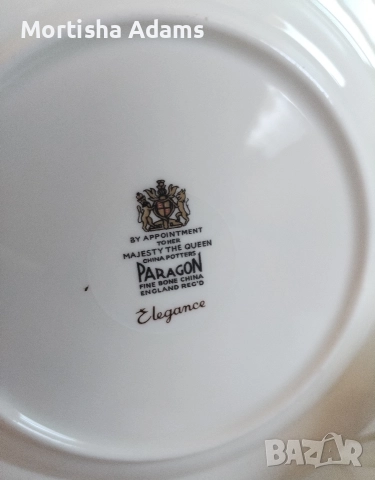 Mortisha Adams
BY APPOINTMENT
TO HER
MAJESTY THE QUEEN
CHINA POTTERS
PARAGON
FINE BONE CHINA
ENGLAND REG'D
Elegance
BAZAR